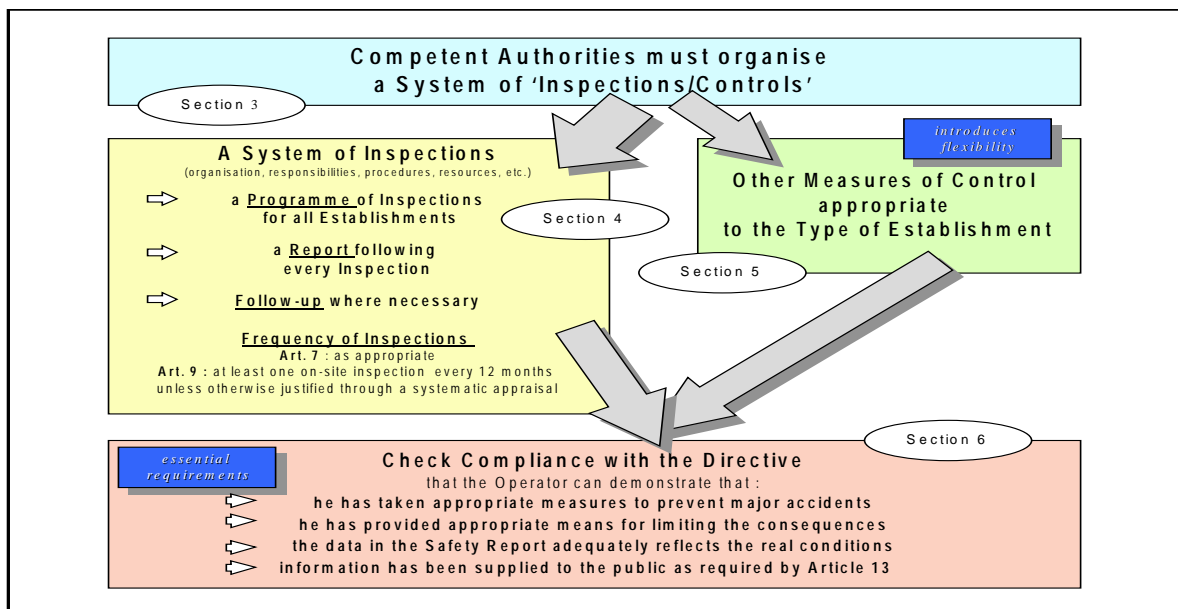 Competent Authorities must organise
a System of ‘Inspections/Controls’
Section 3
introduces
flexibility
A System of Inspections
(organisation, responsibilities, procedures, resources, etc.)
a Programme of Inspections
for all Establishments
Section 4
a Report following
every Inspection
Follow-up where necessary
Frequency of Inspections
Art. 7 : as appropriate
Art. 9 : at least one on-site inspection every 12 months
unless otherwise justified through a systematic appraisal
Other Measures of Control
appropriate
to the Type of Establishment
Section 5
Section 6
essential
requirements
Check Compliance with the Directive
that the Operator can demonstrate that :
he has taken appropriate measures to prevent major accidents
he has provided appropriate means for limiting the consequences
the data in the Safety Report adequately reflects the real conditions
information has been supplied to the public as required by Article 13